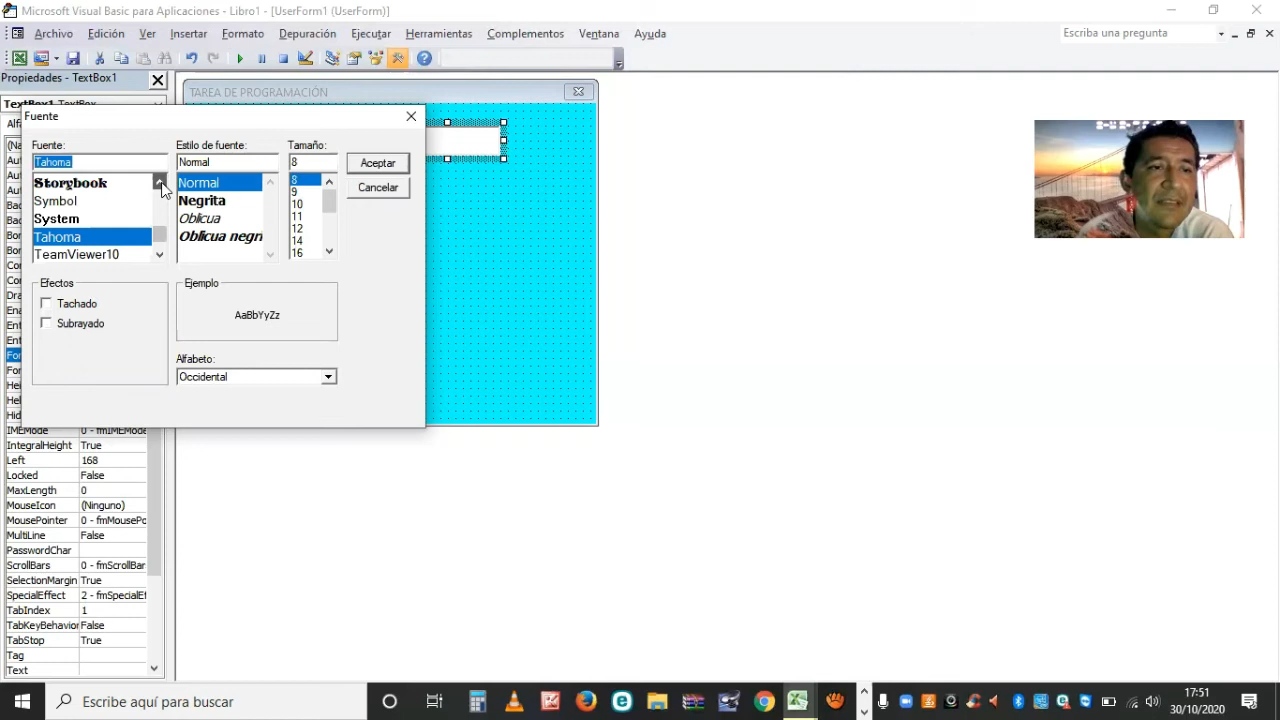 Microsoft Visual Basic para Aplicaciones - Libro1 - [UserForm1 (UserForm)]
Archivo Edición Ver Insertar Formato Depuración Ejecutar Herramientas Complementos Ventana Ayuda
Escriba una pregunta
Propiedades - TextBox1
TextBox1 TextBox
TAREA DE PROGRAMACIÓN
Fuente
Fuente:
Tahoma
Storybook
Symbol
System
Tahoma
TeamViewer10
Estilo de fuente:
Normal
Normal
Negrita
Oblicua
Oblicua negri
Tamaño:
8
8
9
10
11
12
14
16
Aceptar
Cancelar
Efectos
Tachado
Subrayado
Ejemplo
AaBbYyZz
Alfabeto:
Occidental
IMEMode 0 - fmIMEMode
IntegralHeight True
Left 168
Locked False
MaxLength 0
MouseIcon (Ninguno)
MousePointer 0 - fmMousePo
MultiLine False
PasswordChar
ScrollBars 0 - fmScrollBar
SelectionMargin True
SpecialEffect 2 - fmSpecialEf
TabIndex 1
TabKeyBehavior False
TabStop True
Tag
Text
Escribe aquí para buscar
17:51
30/10/2020